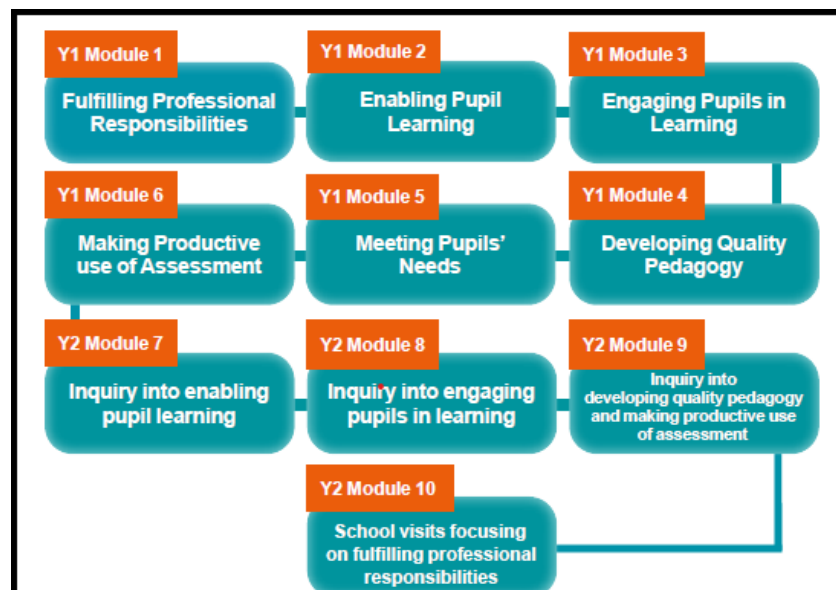 Y1 Module 1
Fulfilling Professional
Responsibilities
Y1 Module 2
Enabling Pupil
Learning
Y1 Module 3
Engaging Pupils in
Learning
Y1 Module 6
Making Productive
use of Assessment
Y1 Module 5
Meeting Pupils'
Needs
Y1 Module 4
Developing Quality
Pedagogy
Y2 Module 7
Inquiry into enabling
pupil learning
Y2 Module 8
Inquiry into engaging
pupils in learning
Y2 Module 9
Inquiry into
developing quality pedagogy
and making productive use
of assessment
Y2 Module 10
School visits focusing
on fulfilling professional
responsibilities